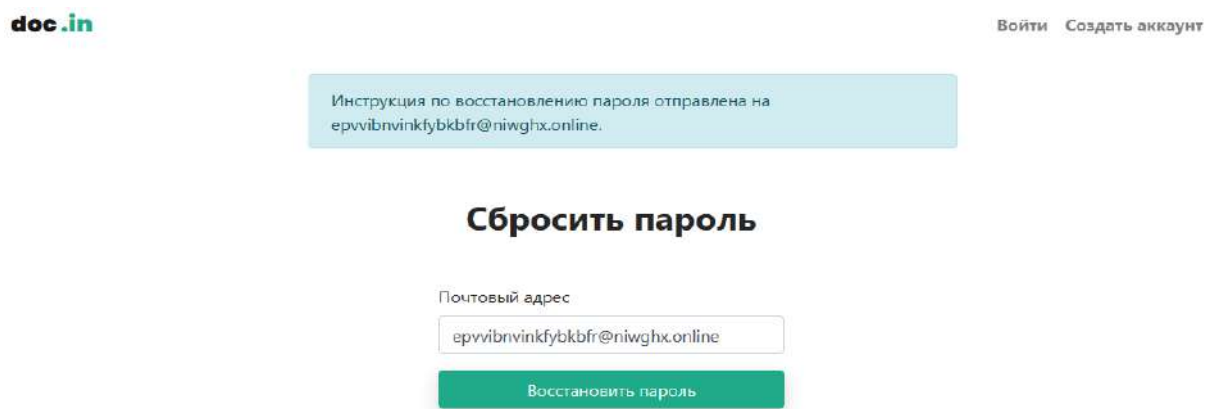 doc.in
Войти Создать аккаунт
Инструкция по восстановлению пароля отправлена на
epvvibnvinkfybkbfr@niwghx.online.
Сбросить пароль
Почтовый адрес
epvvibnvinkfybkbfr@niwghx.online
Восстановить пароль